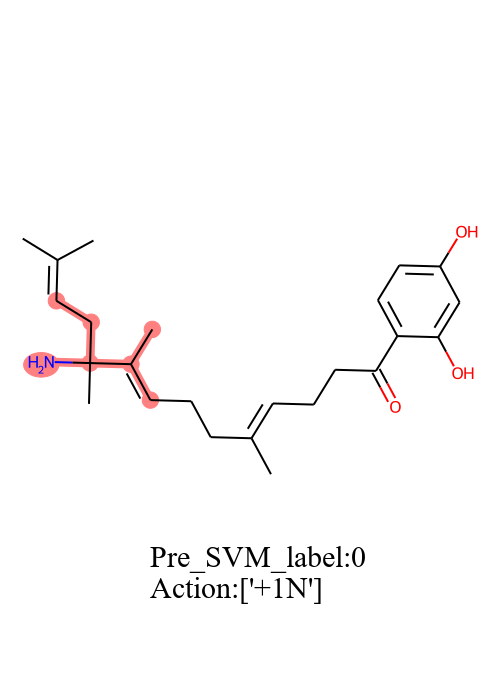 OH
H2N
OH
O
Pre_SVM_label:0
Action:['+1N']